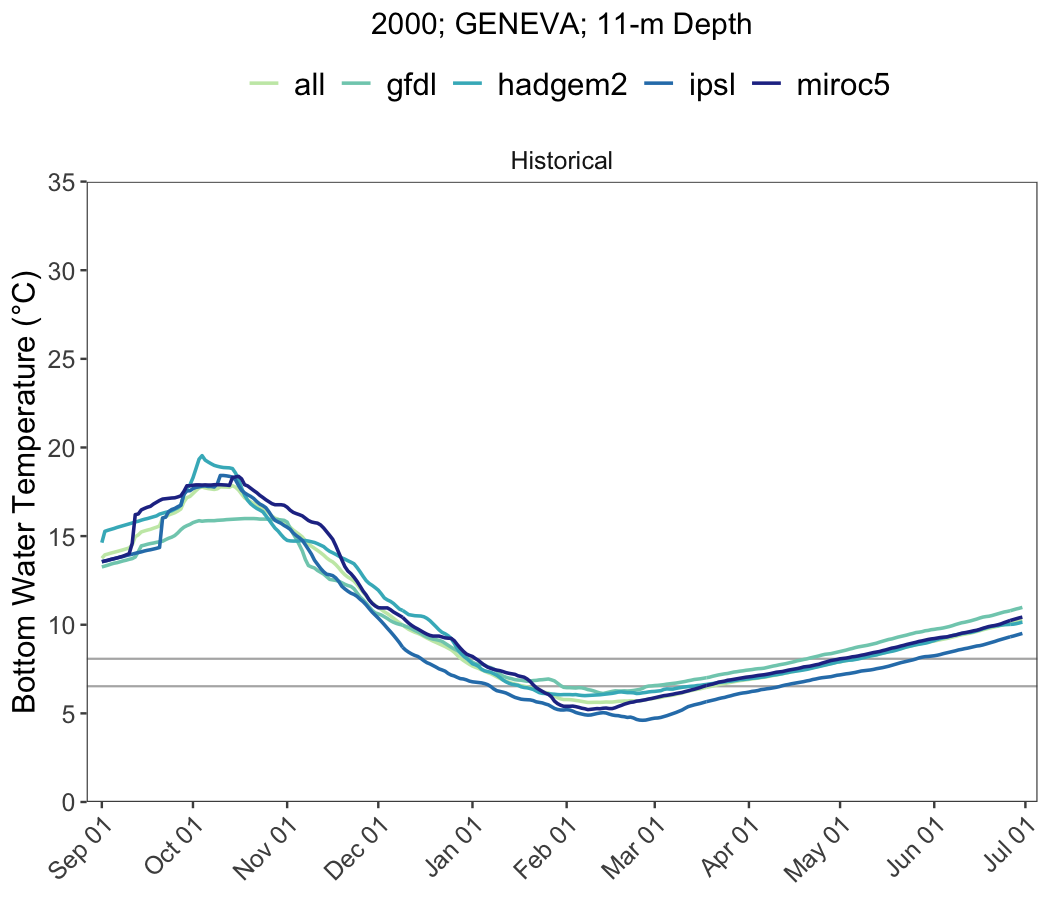 2000; GENEVA; 11-m Depth
all gfdl hadgem2 ipsl miroc5
Historical
Bottom Water Temperature (°C)
35
30
25
20
15
10
5
0
Sep 01 Oct 01 Nov 01 Dec 01 Jan 01 Feb 01 Mar 01 Apr 01 May 01 Jun 01 Jul 01